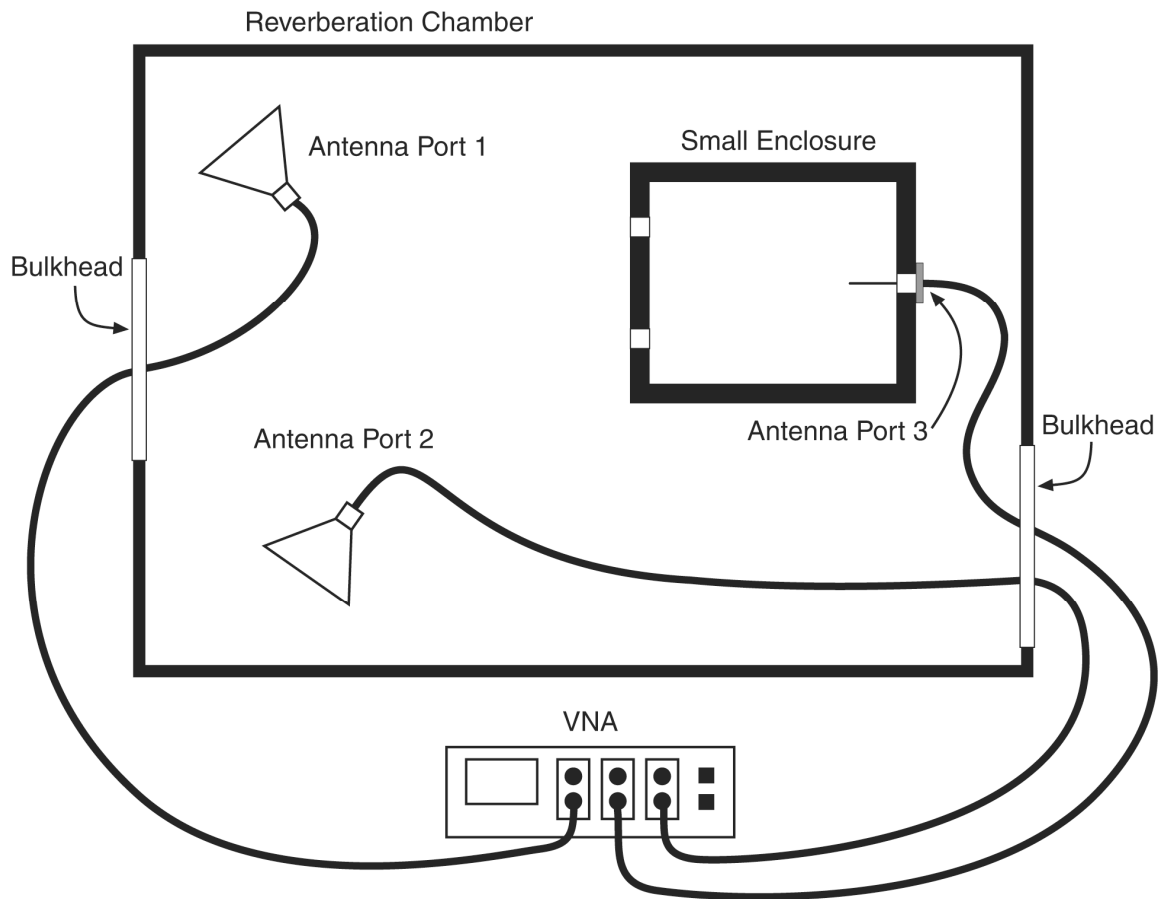 Reverberation Chamber
Antenna Port 1
Small Enclosure
Bulkhead
Antenna Port 2
Antenna Port 3
Bulkhead
VNA